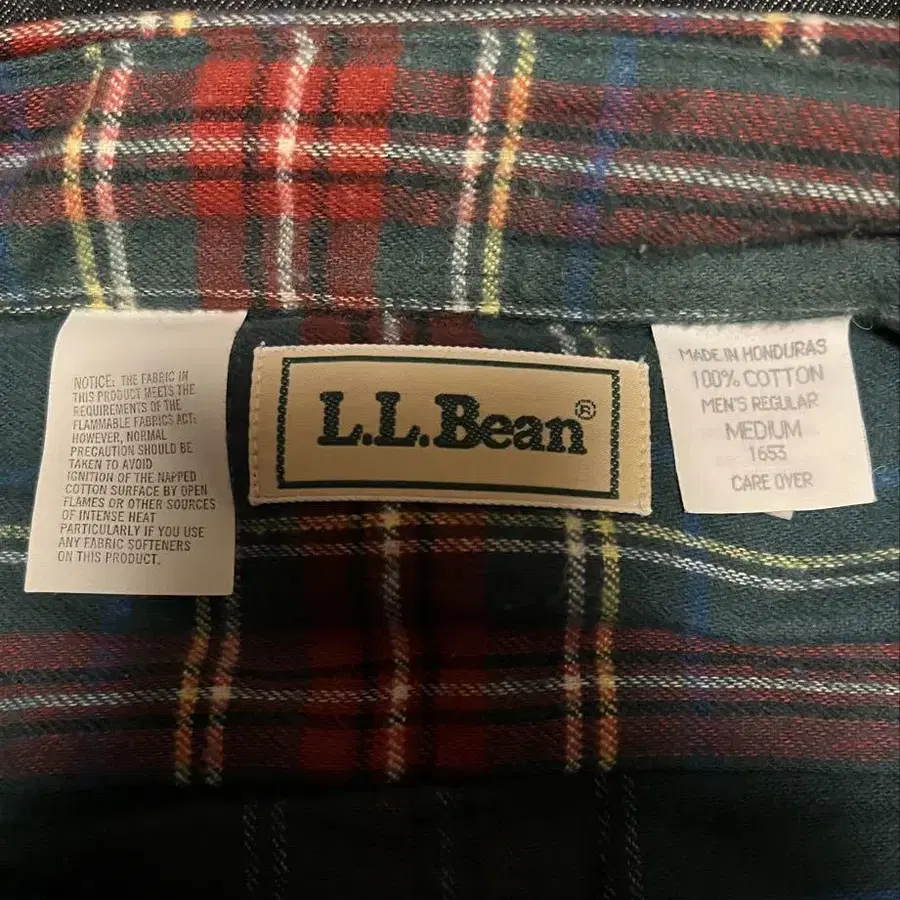 NOTICE: THE FABRIC IN
THIS PRODUCT MEETS THE
REQUIREMENTS OF THE
FLAMMABLE FABRICS ACT;
HOWEVER, NORMAL
PRECAUTION SHOULD BE
TAKEN TO AVOID
IGNITION OF THE NAPPED
COTTON SURFACE BY OPEN
FLAMES OR OTHER SOURCES
OF INTENSE HEAT
PARTICULARLY IF YOU USE
ANY FABRIC SOFTENERS
ON THIS PRODUCT.
L.L.Bean®
MADE IN HONDURAS
100% COTTON
MEN'S REGULAR
MEDIUM
1653
CARE OVER